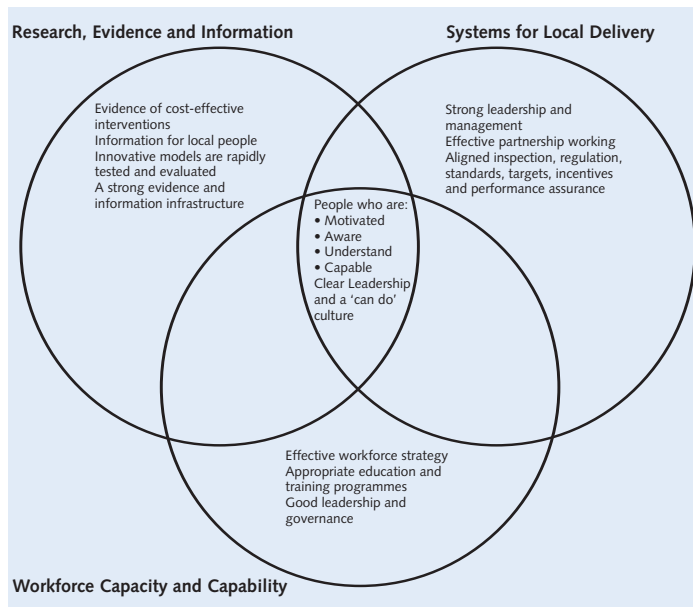 Research, Evidence and Information
Systems for Local Delivery
Evidence of cost-effective
interventions
Information for local people
Innovative models are rapidly
tested and evaluated
A strong evidence and
information infrastructure
Strong leadership and
management
Effective partnership working
Aligned inspection, regulation,
standards, targets, incentives
and performance assurance
People who are:
• Motivated
• Aware
• Understand
• Capable
Clear Leadership
and a ‘can do’
culture
Effective workforce strategy
Appropriate education and
training programmes
Good leadership and
governance
Workforce Capacity and Capability